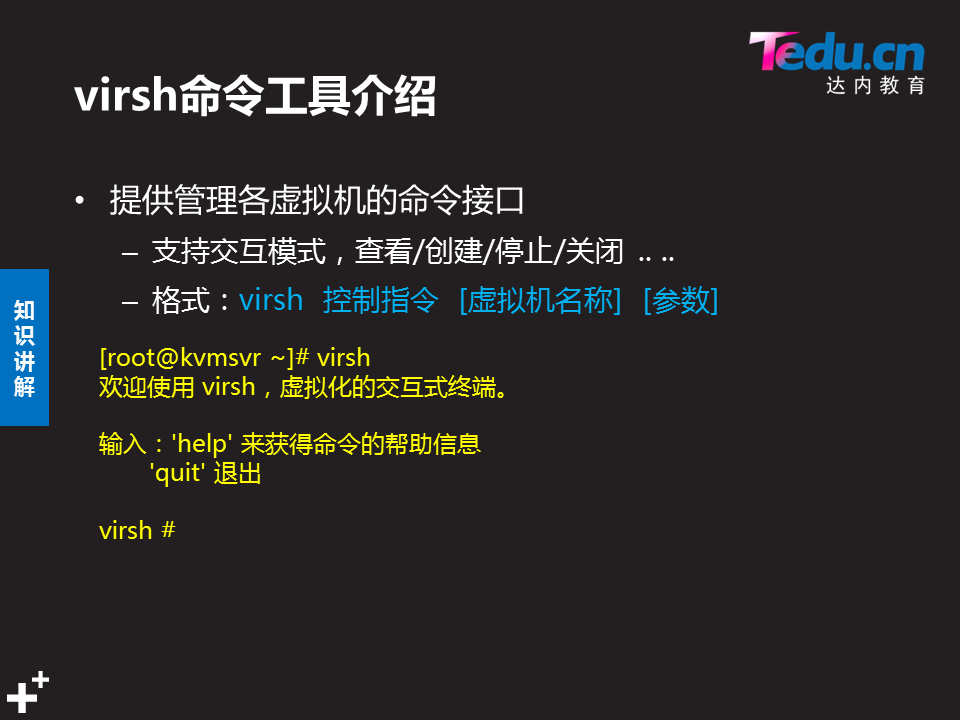 Tedu.cn
达内教育
virsh命令工具介绍
• 提供管理各虚拟机的命令接口
– 支持交互模式，查看/创建/停止/关闭 .. ..
– 格式：virsh 控制指令 [虚拟机名称] [参数]
知识讲解
[root@kvmsvr ~]# virsh
欢迎使用 virsh，虚拟化的交互式终端。
输入：'help' 来获得命令的帮助信息
'quit' 退出
virsh #